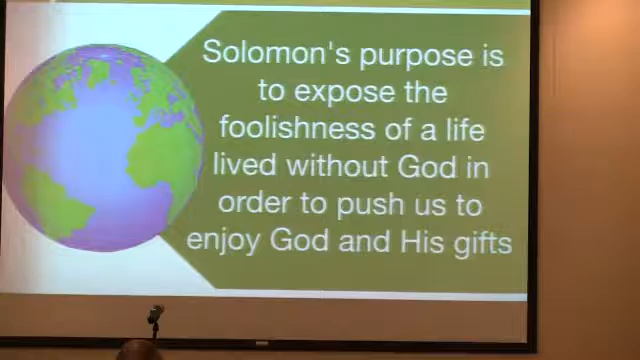 Solomon's purpose is
to expose the
foolishness of a life
lived without God in
order to push us to
enjoy God and His gifts